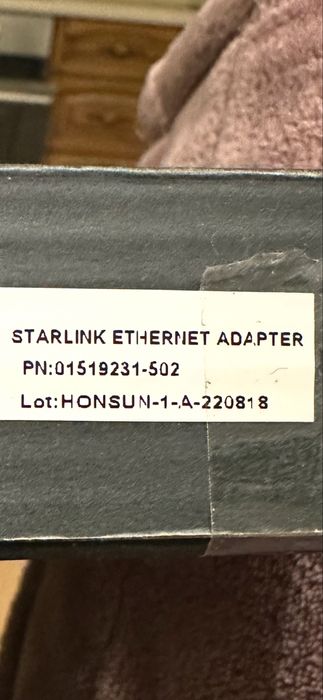 STARLINK ETHERNET ADAPTER
PN:01519231-502
Lot:HONSUN-1-A-220818